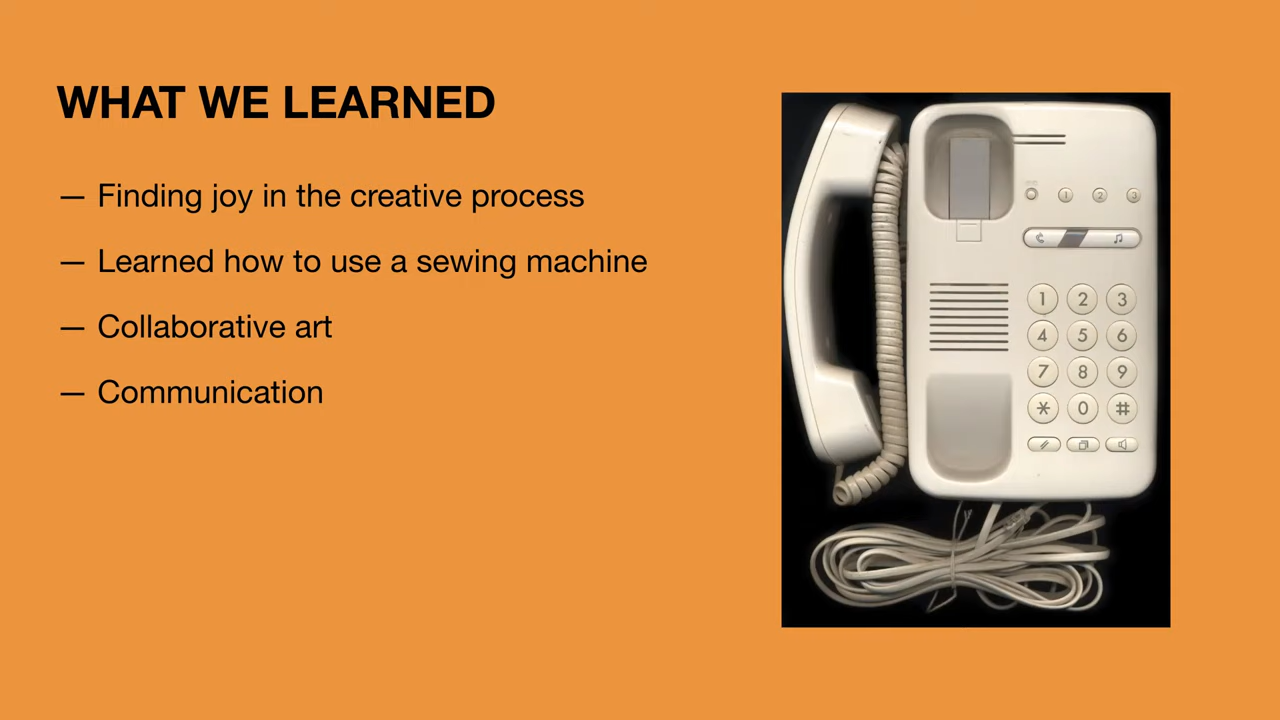 WHAT WE LEARNED
— Finding joy in the creative process
— Learned how to use a sewing machine
— Collaborative art
— Communication
1 2 3
1 2 3
4 5 6
7 8 9
* 0 #